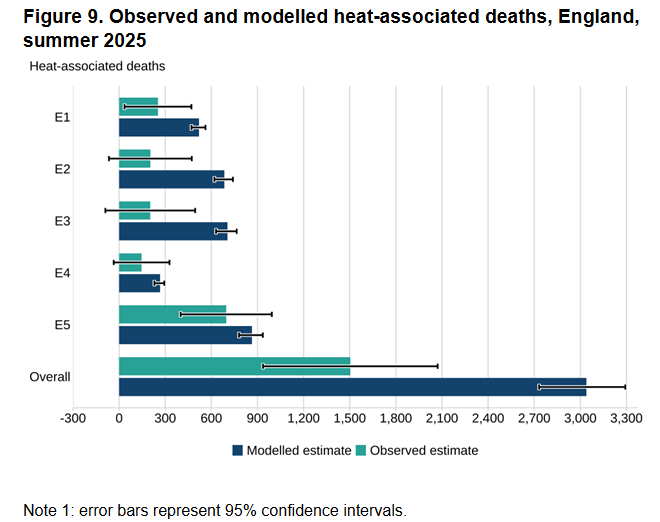 Figure 9. Observed and modelled heat-associated deaths, England,
summer 2025
Heat-associated deaths
E1
E2
E3
E4
E5
Overall
-300 0 300 600 900 1,200 1,500 1,800 2,100 2,400 2,700 3,000 3,300
Modelled estimate Observed estimate
Note 1: error bars represent 95% confidence intervals.